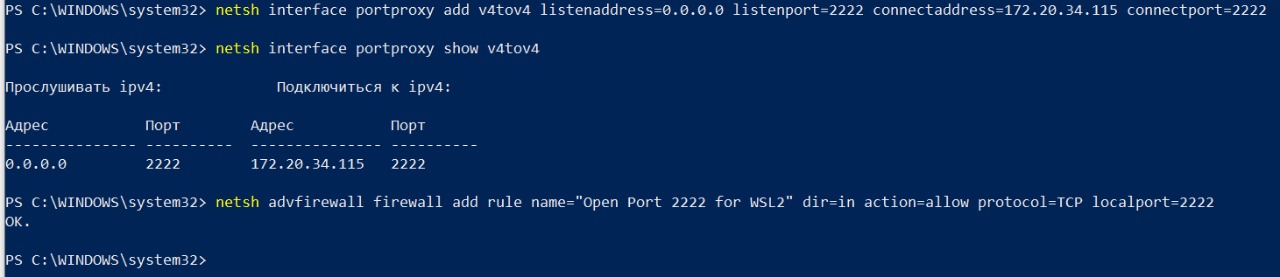 PS C:\WINDOWS\system32> netsh interface portproxy add v4tov4 listenaddress=0.0.0.0 listenport=2222 connectaddress=172.20.34.115 connectport=2222
PS C:\WINDOWS\system32> netsh interface portproxy show v4tov4
Прослушивать ipv4:             Подключиться к ipv4:
Адрес           Порт        Адрес           Порт
--------------- ----------  --------------- ----------
0.0.0.0         2222        172.20.34.115   2222
PS C:\WINDOWS\system32> netsh advfirewall firewall add rule name="Open Port 2222 for WSL2" dir=in action=allow protocol=TCP localport=2222
ОК.
PS C:\WINDOWS\system32>